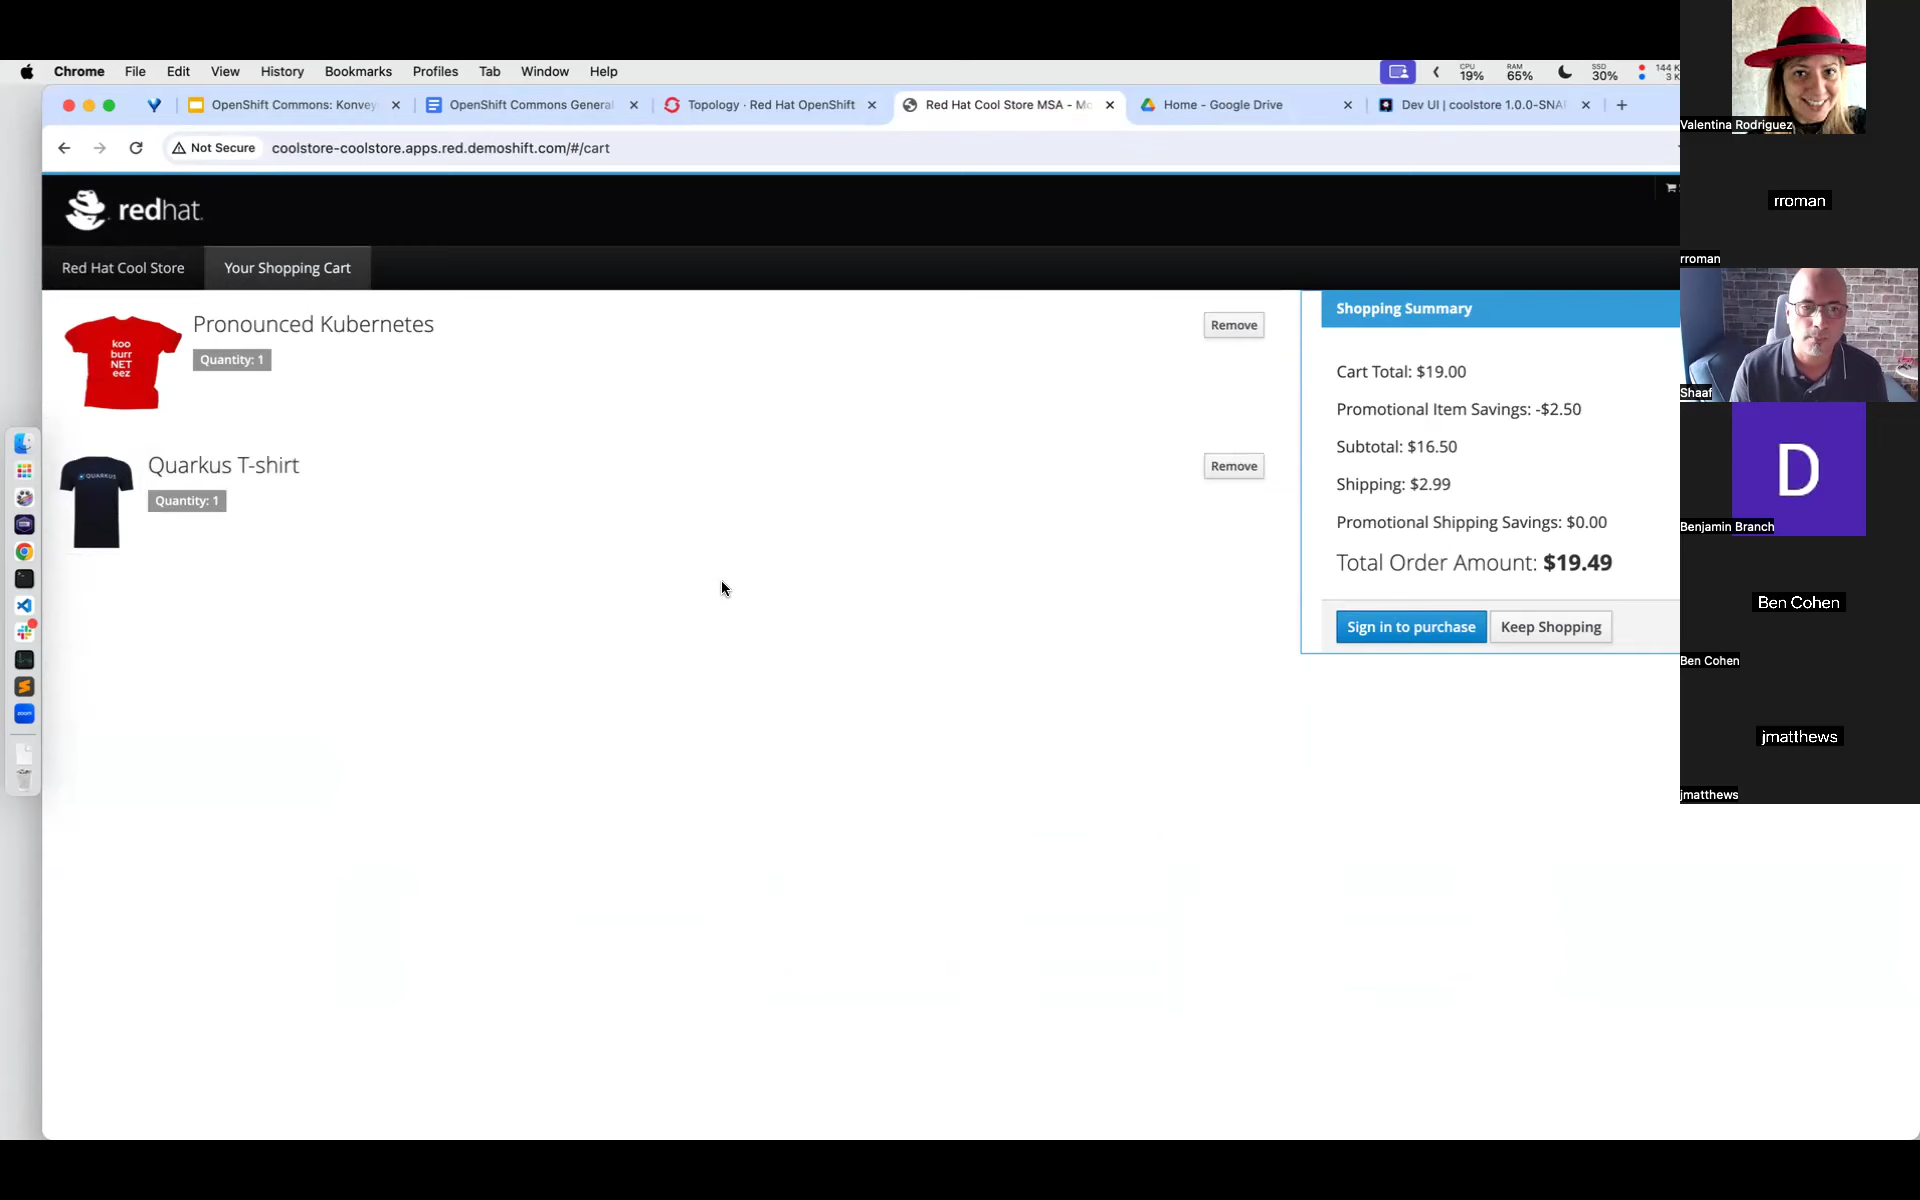 Chrome File Edit View History Bookmarks Profiles Tab Window Help
CPU 19% RAM 65% SSD 30% 144 K 3 K
OpenShift Commons: Konvey
OpenShift Commons General
Topology · Red Hat OpenShift
Red Hat Cool Store MSA - Mo
Home - Google Drive
Dev UI | coolstore 1.0.0-SNA
Not Secure coolstore-coolstore.apps.red.demoshift.com/#/cart
redhat.
Red Hat Cool Store
Your Shopping Cart
koo
burr
NET
eez
Pronounced Kubernetes
Quantity: 1
Remove
QUARKUS
Quarkus T-shirt
Quantity: 1
Remove
Shopping Summary
Cart Total: $19.00
Promotional Item Savings: -$2.50
Subtotal: $16.50
Shipping: $2.99
Promotional Shipping Savings: $0.00
Total Order Amount: $19.49
Sign in to purchase
Keep Shopping
zoom
Valentina Rodriguez
rroman
rroman
Shaaf
D
Benjamin Branch
Ben Cohen
Ben Cohen
jmatthews
jmatthews